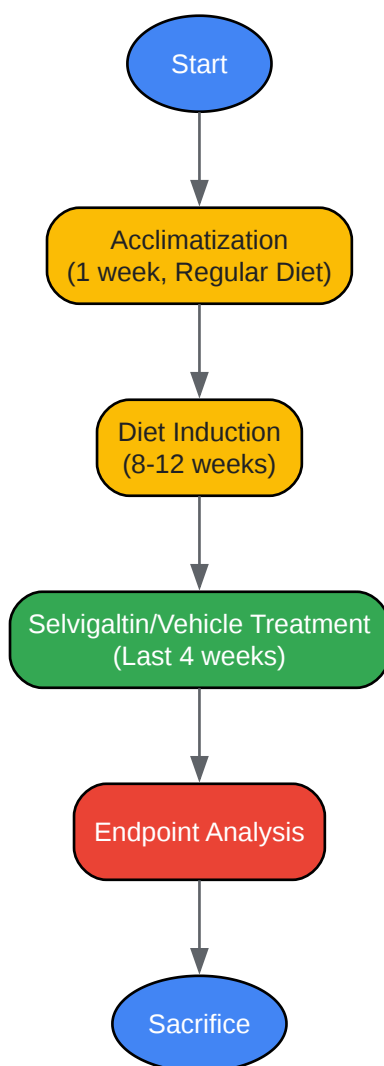 Start
Acclimatization
(1 week, Regular Diet)
Diet Induction
(8-12 weeks)
Selvigaltin/Vehicle Treatment
(Last 4 weeks)
Endpoint Analysis
Sacrifice